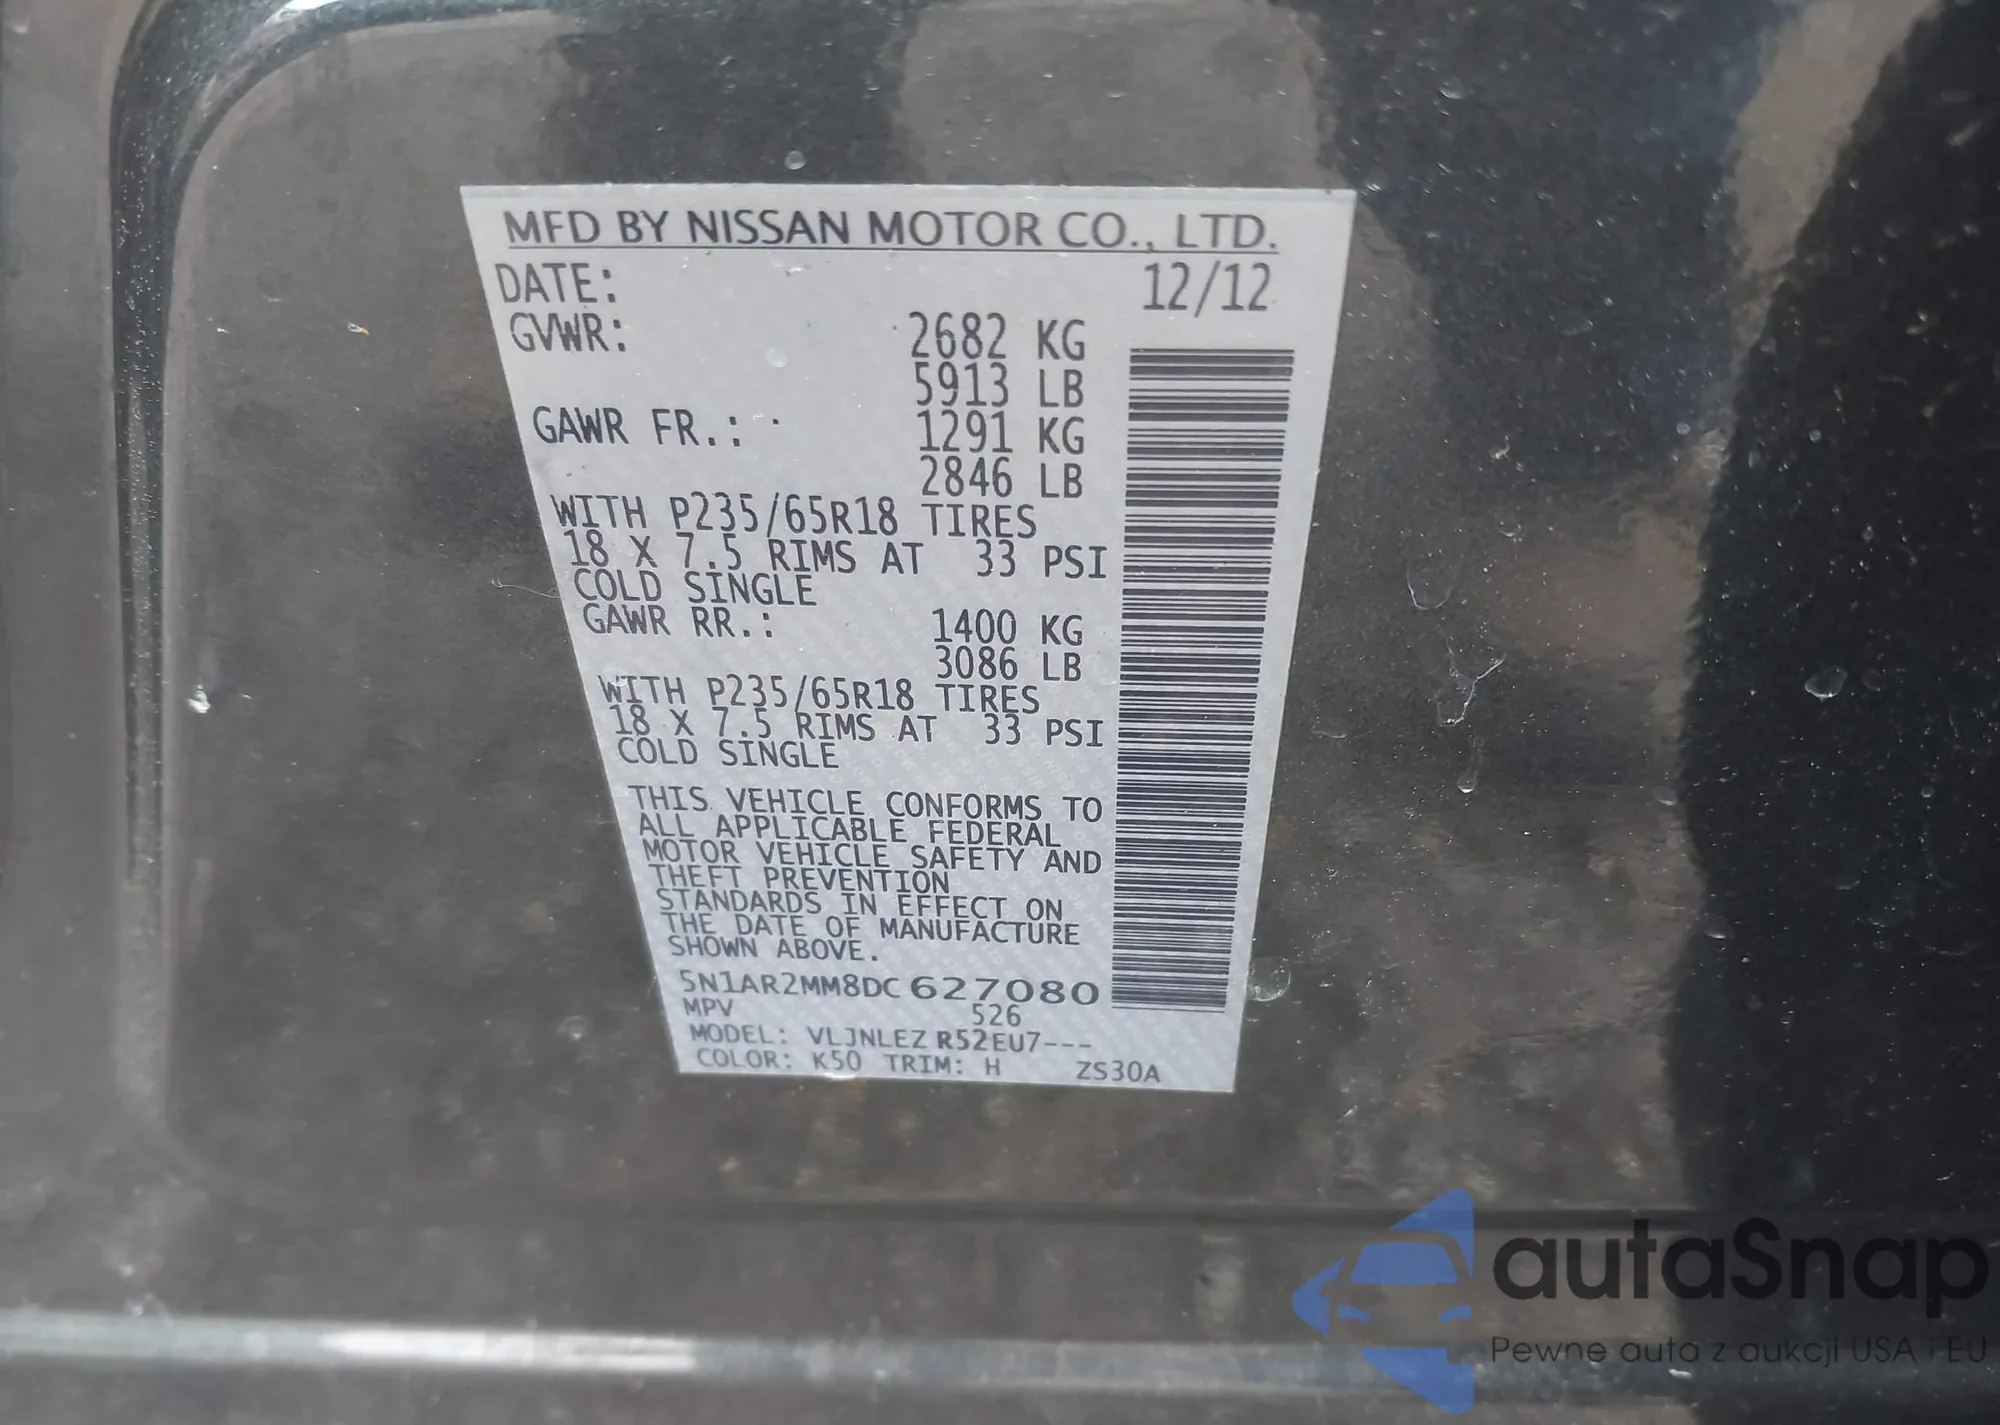 MFD BY NISSAN MOTOR CO., LTD.
DATE: 12/12
GVWR: 2682 KG
5913 LB
GAWR FR.: 1291 KG
2846 LB
WITH P235/65R18 TIRES
18 X 7.5 RIMS AT 33 PSI
COLD SINGLE
GAWR RR.: 1400 KG
3086 LB
WITH P235/65R18 TIRES
18 X 7.5 RIMS AT 33 PSI
COLD SINGLE
THIS VEHICLE CONFORMS TO
ALL APPLICABLE FEDERAL
MOTOR VEHICLE SAFETY AND
THEFT PREVENTION
STANDARDS IN EFFECT ON
THE DATE OF MANUFACTURE
SHOWN ABOVE.
5N1AR2MM8DC 627080
MPV 526
MODEL: VLJNLEZ R52EU7---
COLOR: K50 TRIM: H ZS30A
autaSnap
Pewne auta z aukcji USA i EU